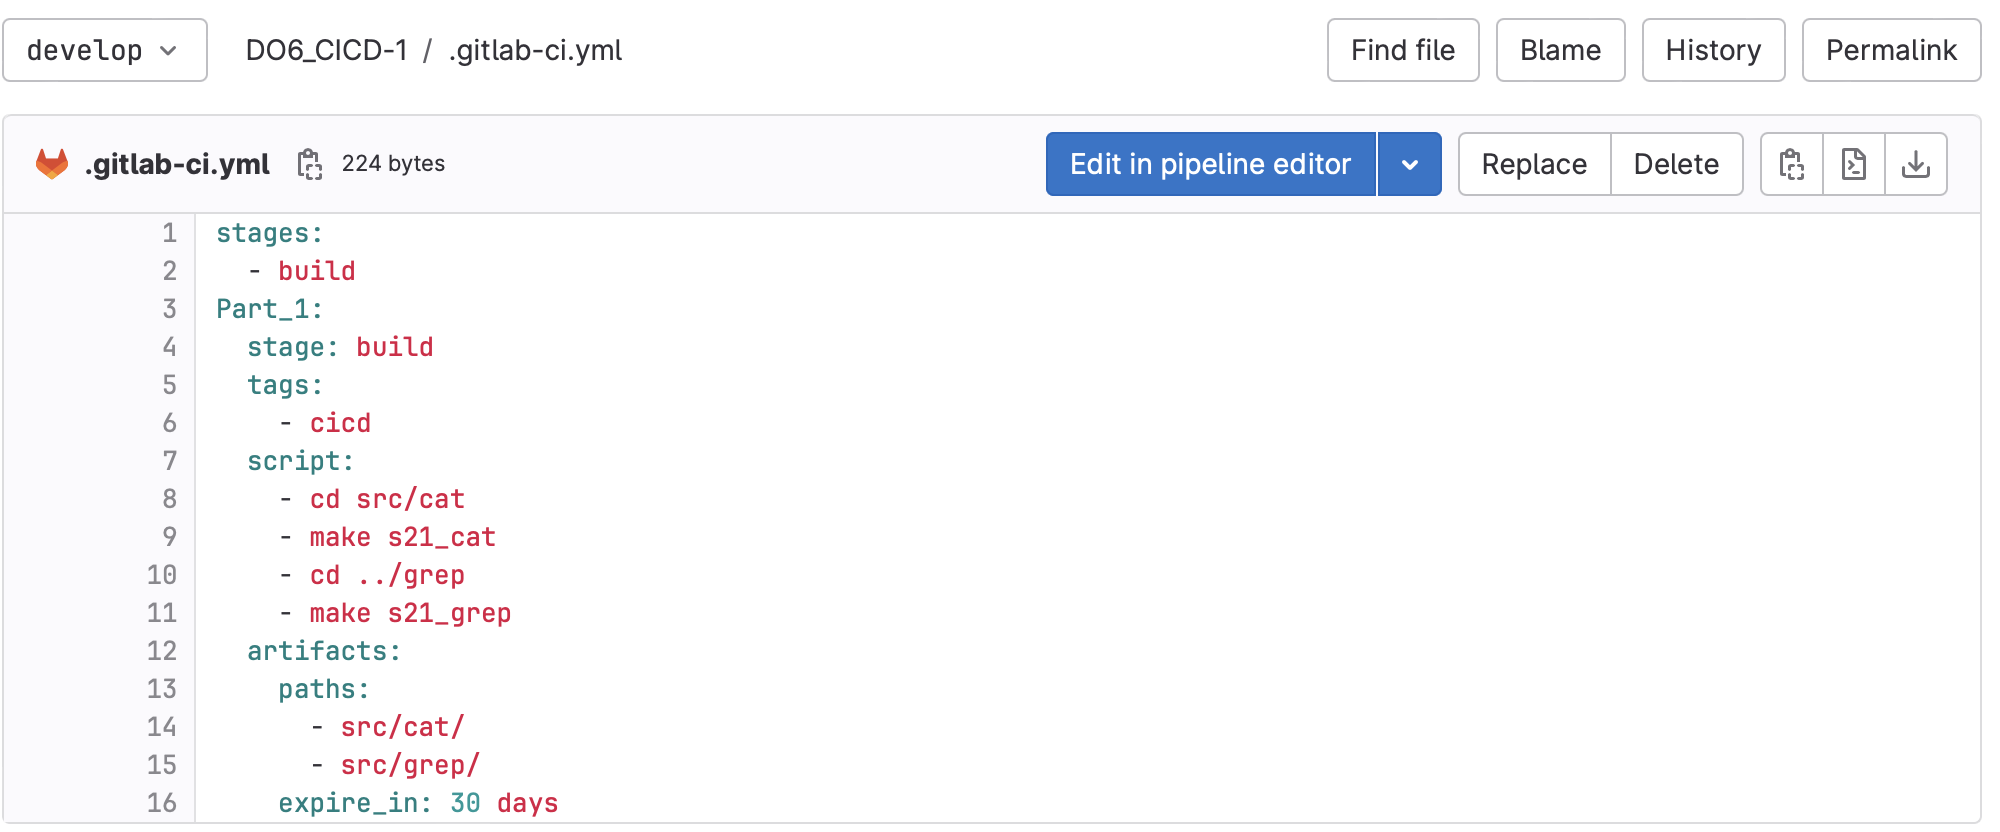 develop DO6_CICD-1 / .gitlab-ci.yml Find file Blame History Permalink
.gitlab-ci.yml 224 bytes Edit in pipeline editor Replace Delete
1 stages:
2   - build
3 Part_1:
4   stage: build
5   tags:
6     - cicd
7   script:
8     - cd src/cat
9     - make s21_cat
10     - cd ../grep
11     - make s21_grep
12   artifacts:
13     paths:
14       - src/cat/
15       - src/grep/
16     expire_in: 30 days